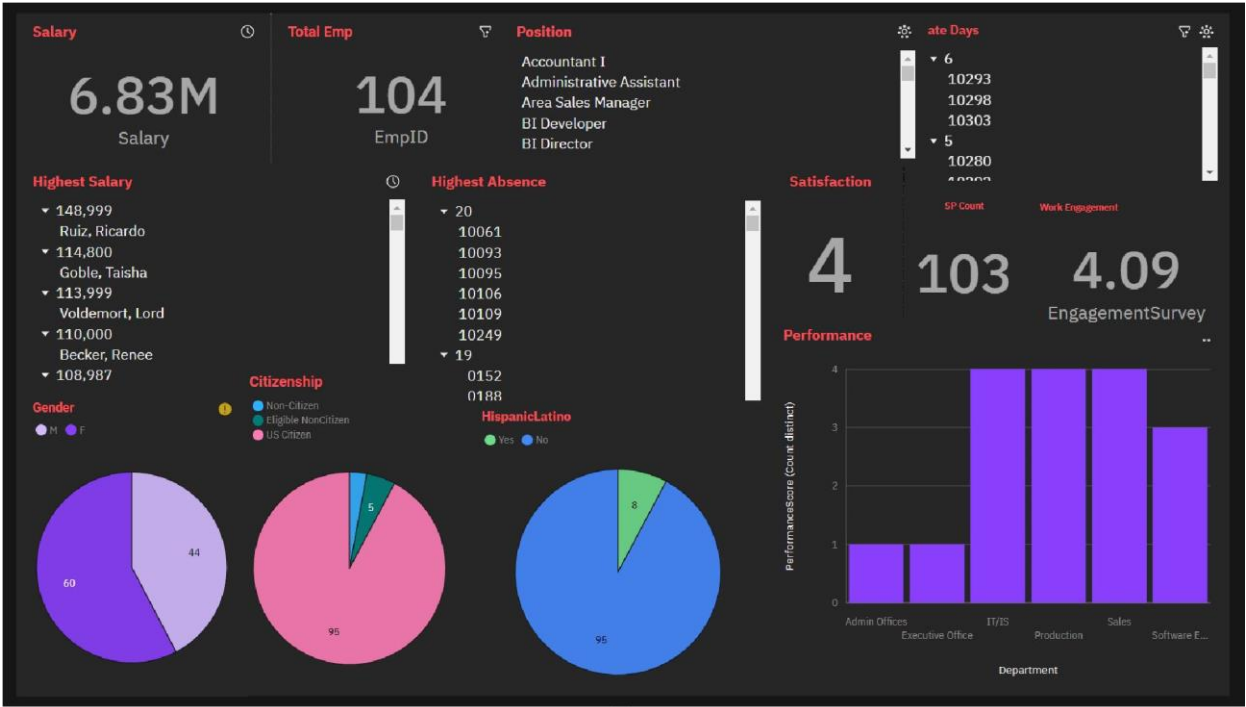 Salary
6.83M
Salary
Total Emp
104
EmpID
Position
Accountant I
Administrative Assistant
Area Sales Manager
BI Developer
BI Director
ate Days
6
10293
10298
10303
5
10280
Highest Salary
148,999
Ruiz, Ricardo
114,800
Goble, Taisha
113,999
Voldemort, Lord
110,000
Becker, Renee
108,987
Highest Absence
20
10061
10093
10095
10106
10109
10249
19
0152
0188
Satisfaction
4
SP Count
103
Work Engagement
4.09
EngagementSurvey
Gender
M F
44
60
Citizenship
Non-Citizen
Eligible NonCitizen
US Citizen
5
95
HispanicLatino
Yes No
8
95
Performance
PerformanceScore (Count distinct)
4
3
2
1
0
Admin Offices
Executive Office
IT/IS
Production
Sales
Software E...
Department